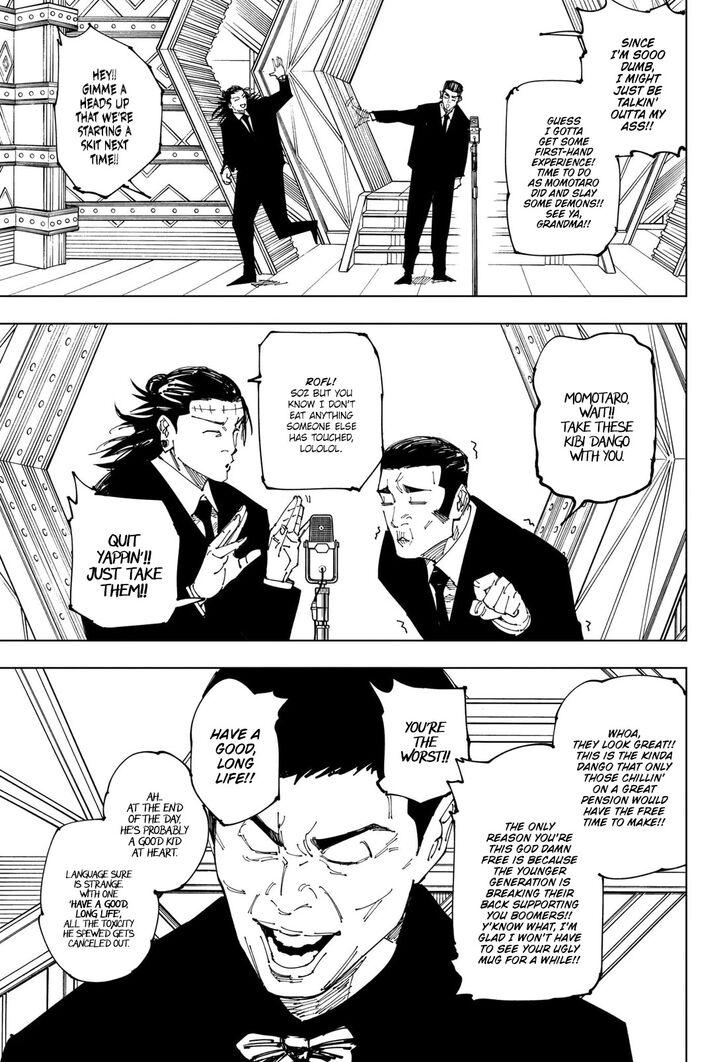 SINCE
I'M SOOO
DUMB,
I MIGHT
JUST BE
TALKIN'
OUTTA MY
ASS!!
GUESS
I GOTTA
GET SOME
FIRST-HAND
EXPERIENCE!
TIME TO DO
AS MOMOTARO
DID AND SLAY
SOME DEMONS!!
SEE YA,
GRANDMA!!
HEY!!
GIMME A
HEADS UP
THAT WE'RE
STARTING A
SKIT NEXT
TIME!!
MOMOTARO,
WAIT!!
TAKE THESE
KIBI DANGO
WITH YOU.
ROFL!
SOZ BUT YOU
KNOW I DON'T
EAT ANYTHING
SOMEONE ELSE
HAS TOUCHED,
LOLOLOL.
QUIT
YAPPIN'!!
JUST TAKE
THEM!!
WHOA,
THEY LOOK GREAT!!
THIS IS THE KINDA
DANGO THAT ONLY
THOSE CHILLIN'
ON A GREAT
PENSION WOULD
HAVE THE FREE
TIME TO MAKE!!
THE ONLY
REASON YOU'RE
THIS GOD DAMN
FREE IS BECAUSE
THE YOUNGER
GENERATION IS
BREAKING THEIR
BACK SUPPORTING
YOU BOOMERS!!
Y'KNOW WHAT, I'M
GLAD I WON'T HAVE
TO SEE YOUR UGLY
MUG FOR A WHILE!!
YOU'RE
THE
WORST!!
HAVE A
GOOD,
LONG
LIFE!!
AH..
AT THE END
OF THE DAY,
HE'S PROBABLY
A GOOD KID
AT HEART.
LANGUAGE SURE
IS STRANGE.
WITH ONE
'HAVE A GOOD,
LONG LIFE',
ALL THE TOXICITY
HE SPEWED GETS
CANCELED OUT.